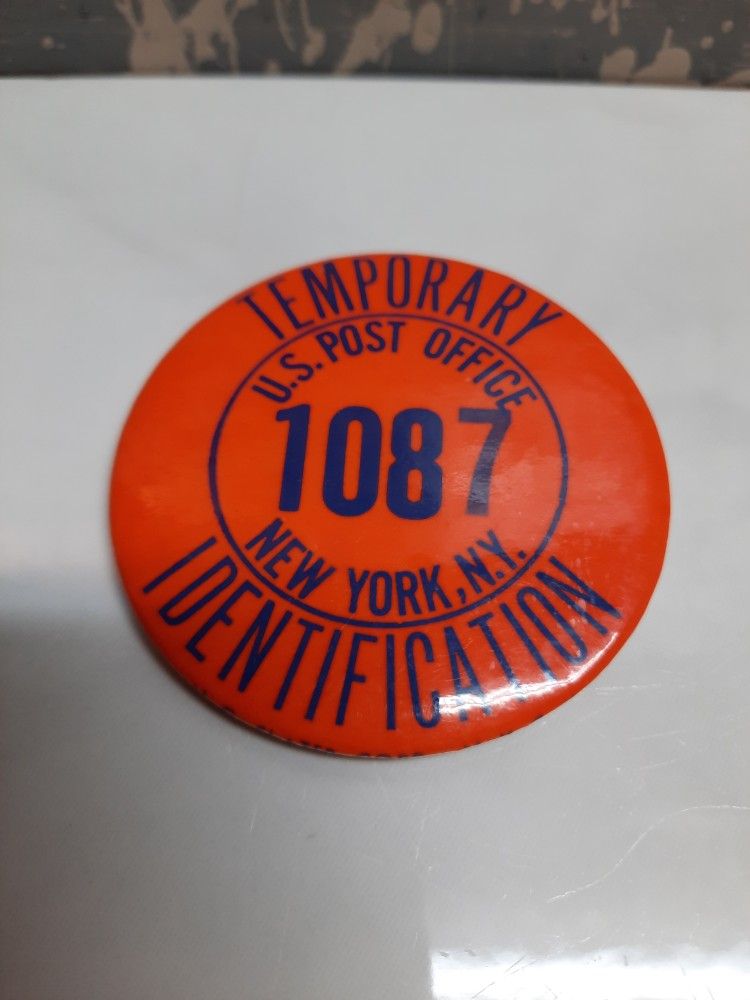 TEMPORARY
U.S. POST OFFICE
1087
NEW YORK, N.Y.
IDENTIFICATION